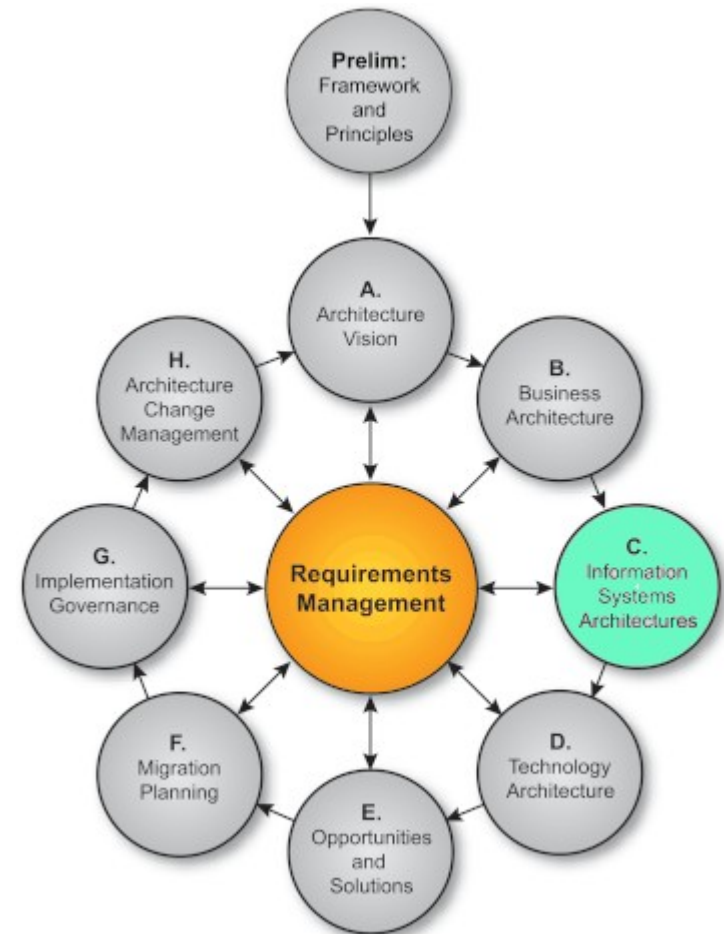 Prelim:
Framework
and
Principles
A.
Architecture
Vision
B.
Business
Architecture
C.
Information
Systems
Architectures
D.
Technology
Architecture
E.
Opportunities
and
Solutions
F.
Migration
Planning
G.
Implementation
Governance
H.
Architecture
Change
Management
Requirements
Management